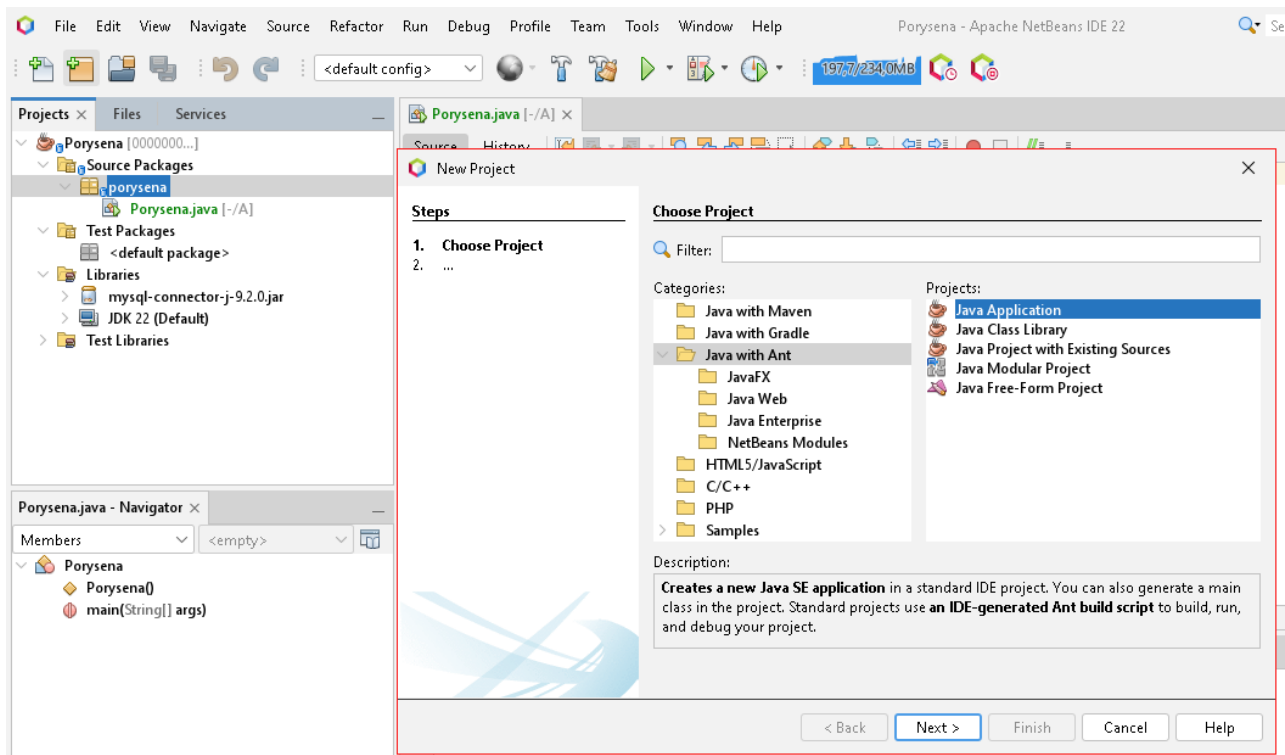 File Edit View Navigate Source Refactor Run Debug Profile Team Tools Window Help Porysena - Apache NetBeans IDE 22 Se
<default config> 197,7/234,0MB
Projects Files Services
Porysena [0000000...]
Source Packages
porysena
Porysena.java [-/A]
Test Packages
<default package>
Libraries
mysql-connector-j-9.2.0.jar
JDK 22 (Default)
Test Libraries
Porysena.java - Navigator
Members <empty>
Porysena
Porysena()
main(String[] args)
Porysena.java [-/A]
Source History
New Project
Steps
1. Choose Project
2. ...
Choose Project
Filter:
Categories:
Java with Maven
Java with Gradle
Java with Ant
JavaFX
Java Web
Java Enterprise
NetBeans Modules
HTML5/JavaScript
C/C++
PHP
Samples
Projects:
Java Application
Java Class Library
Java Project with Existing Sources
Java Modular Project
Java Free-Form Project
Description:
Creates a new Java SE application in a standard IDE project. You can also generate a main
class in the project. Standard projects use an IDE-generated Ant build script to build, run,
and debug your project.
< Back Next > Finish Cancel Help